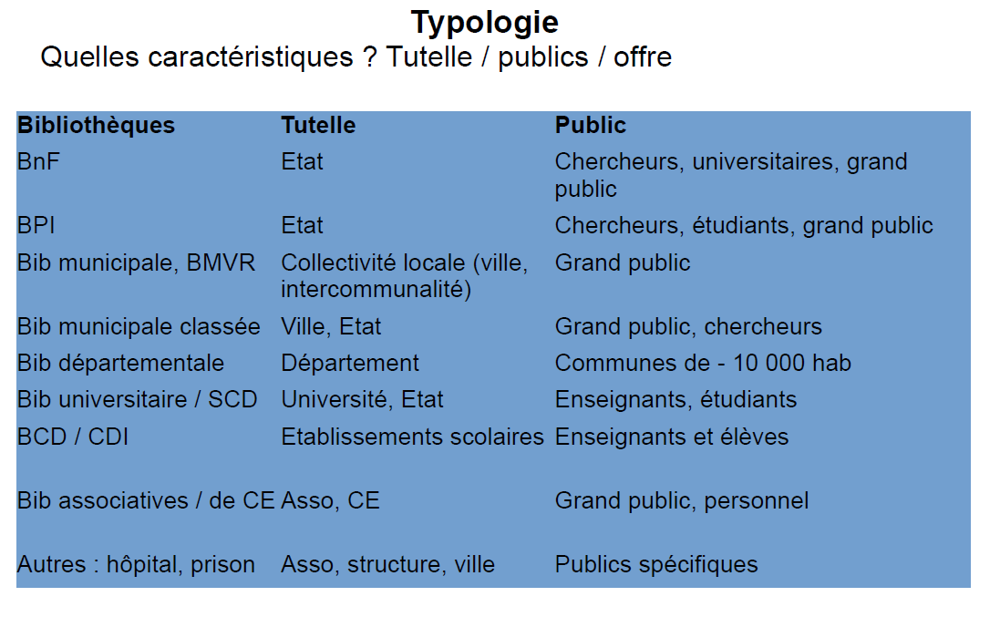 Typologie
Quelles caractéristiques ? Tutelle / publics / offre
Bibliothèques Tutelle Public
BnF Etat Chercheurs, universitaires, grand
public
BPI Etat Chercheurs, étudiants, grand public
Bib municipale, BMVR Collectivité locale (ville, Grand public
intercommunalité)
Bib municipale classée Ville, Etat Grand public, chercheurs
Bib départementale Département Communes de - 10 000 hab
Bib universitaire / SCD Université, Etat Enseignants, étudiants
BCD / CDI Etablissements scolaires Enseignants et élèves
Bib associatives / de CE Asso, CE Grand public, personnel
Autres : hôpital, prison Asso, structure, ville Publics spécifiques